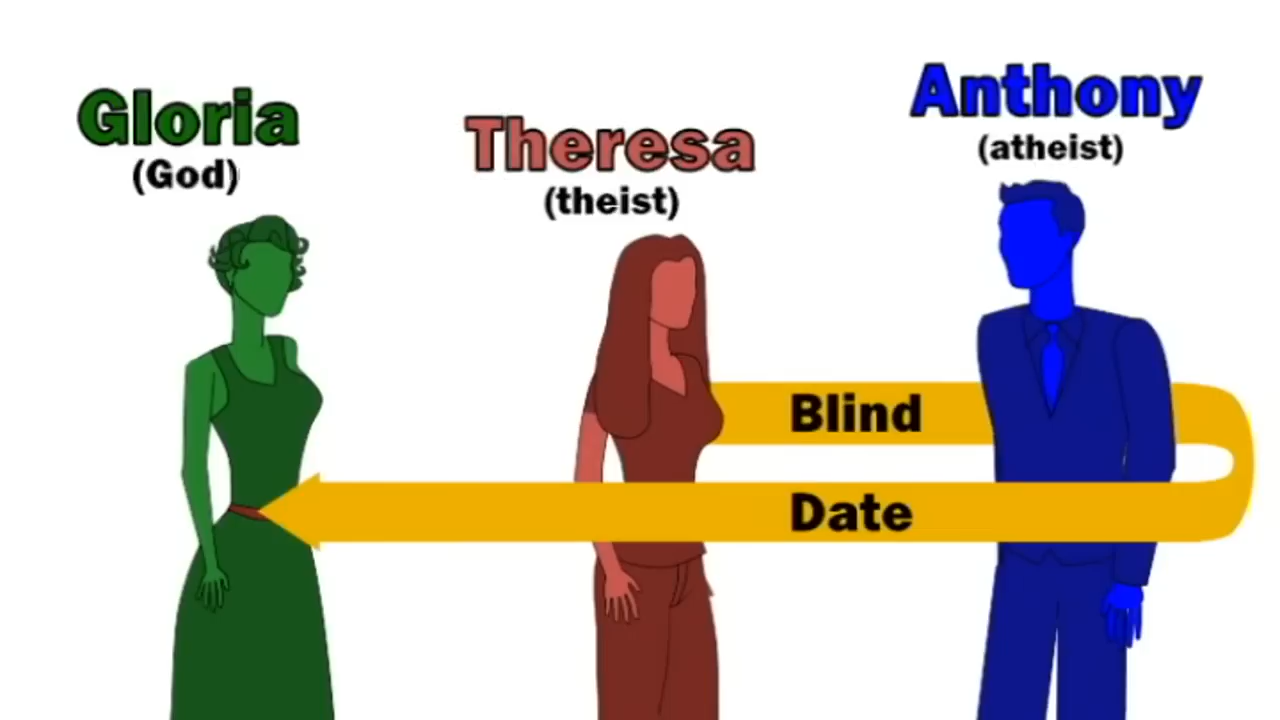 Gloria
(God)
Theresa
(theist)
Anthony
(atheist)
Blind
Date